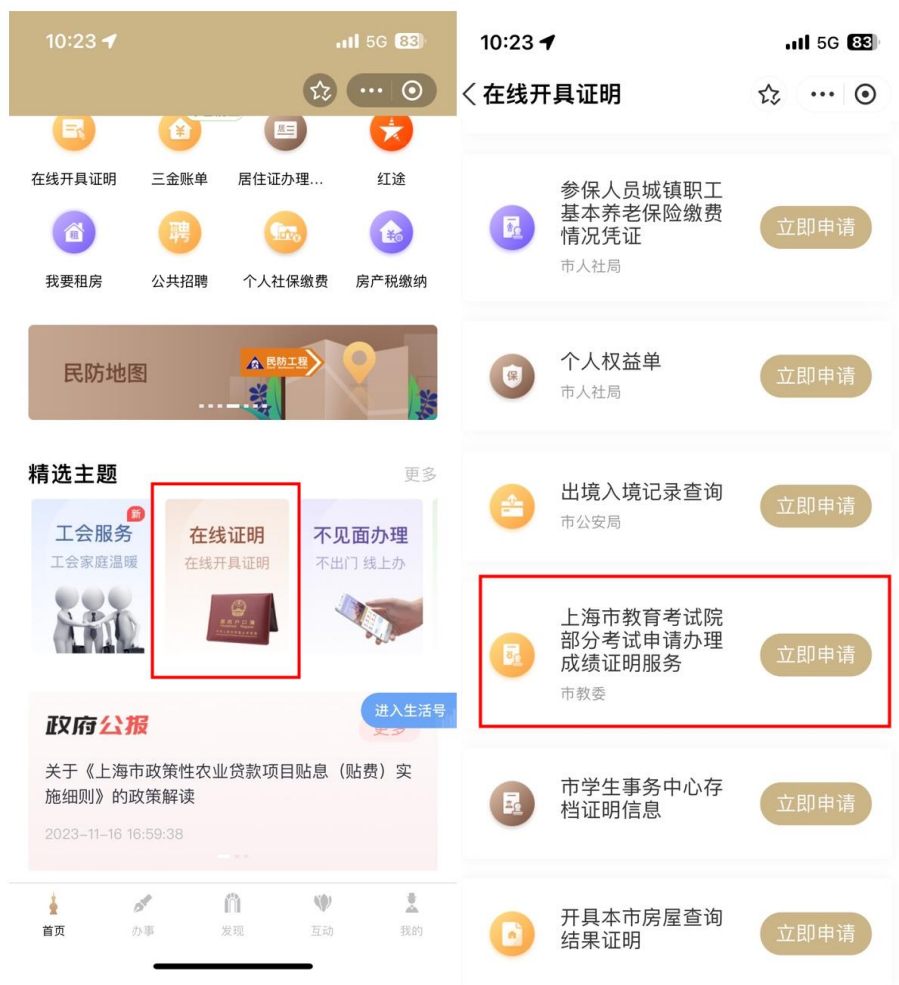 10:23
5G 83
在线开具证明
三金账单
居住证办理...
红途
我要租房
公共招聘
个人社保缴费
房产税缴纳
民防地图
民防工程
精选主题
更多
新
工会服务
工会家庭温暖
在线证明
在线开具证明
居民户口簿
不见面办理
不出门 线上办
进入生活号
政府公报
更多
关于《上海市政策性农业贷款项目贴息（贴费）实
施细则》的政策解读
2023-11-16 16:59:38
首页
办事
发现
互动
我的
10:23
5G 83
在线开具证明
参保人员城镇职工
基本养老保险缴费
情况凭证
市人社局
立即申请
保
个人权益单
市人社局
立即申请
出境入境记录查询
市公安局
立即申请
上海市教育考试院
部分考试申请办理
成绩证明服务
市教委
立即申请
市学生事务中心存
档证明信息
立即申请
开具本市房屋查询
结果证明
立即申请